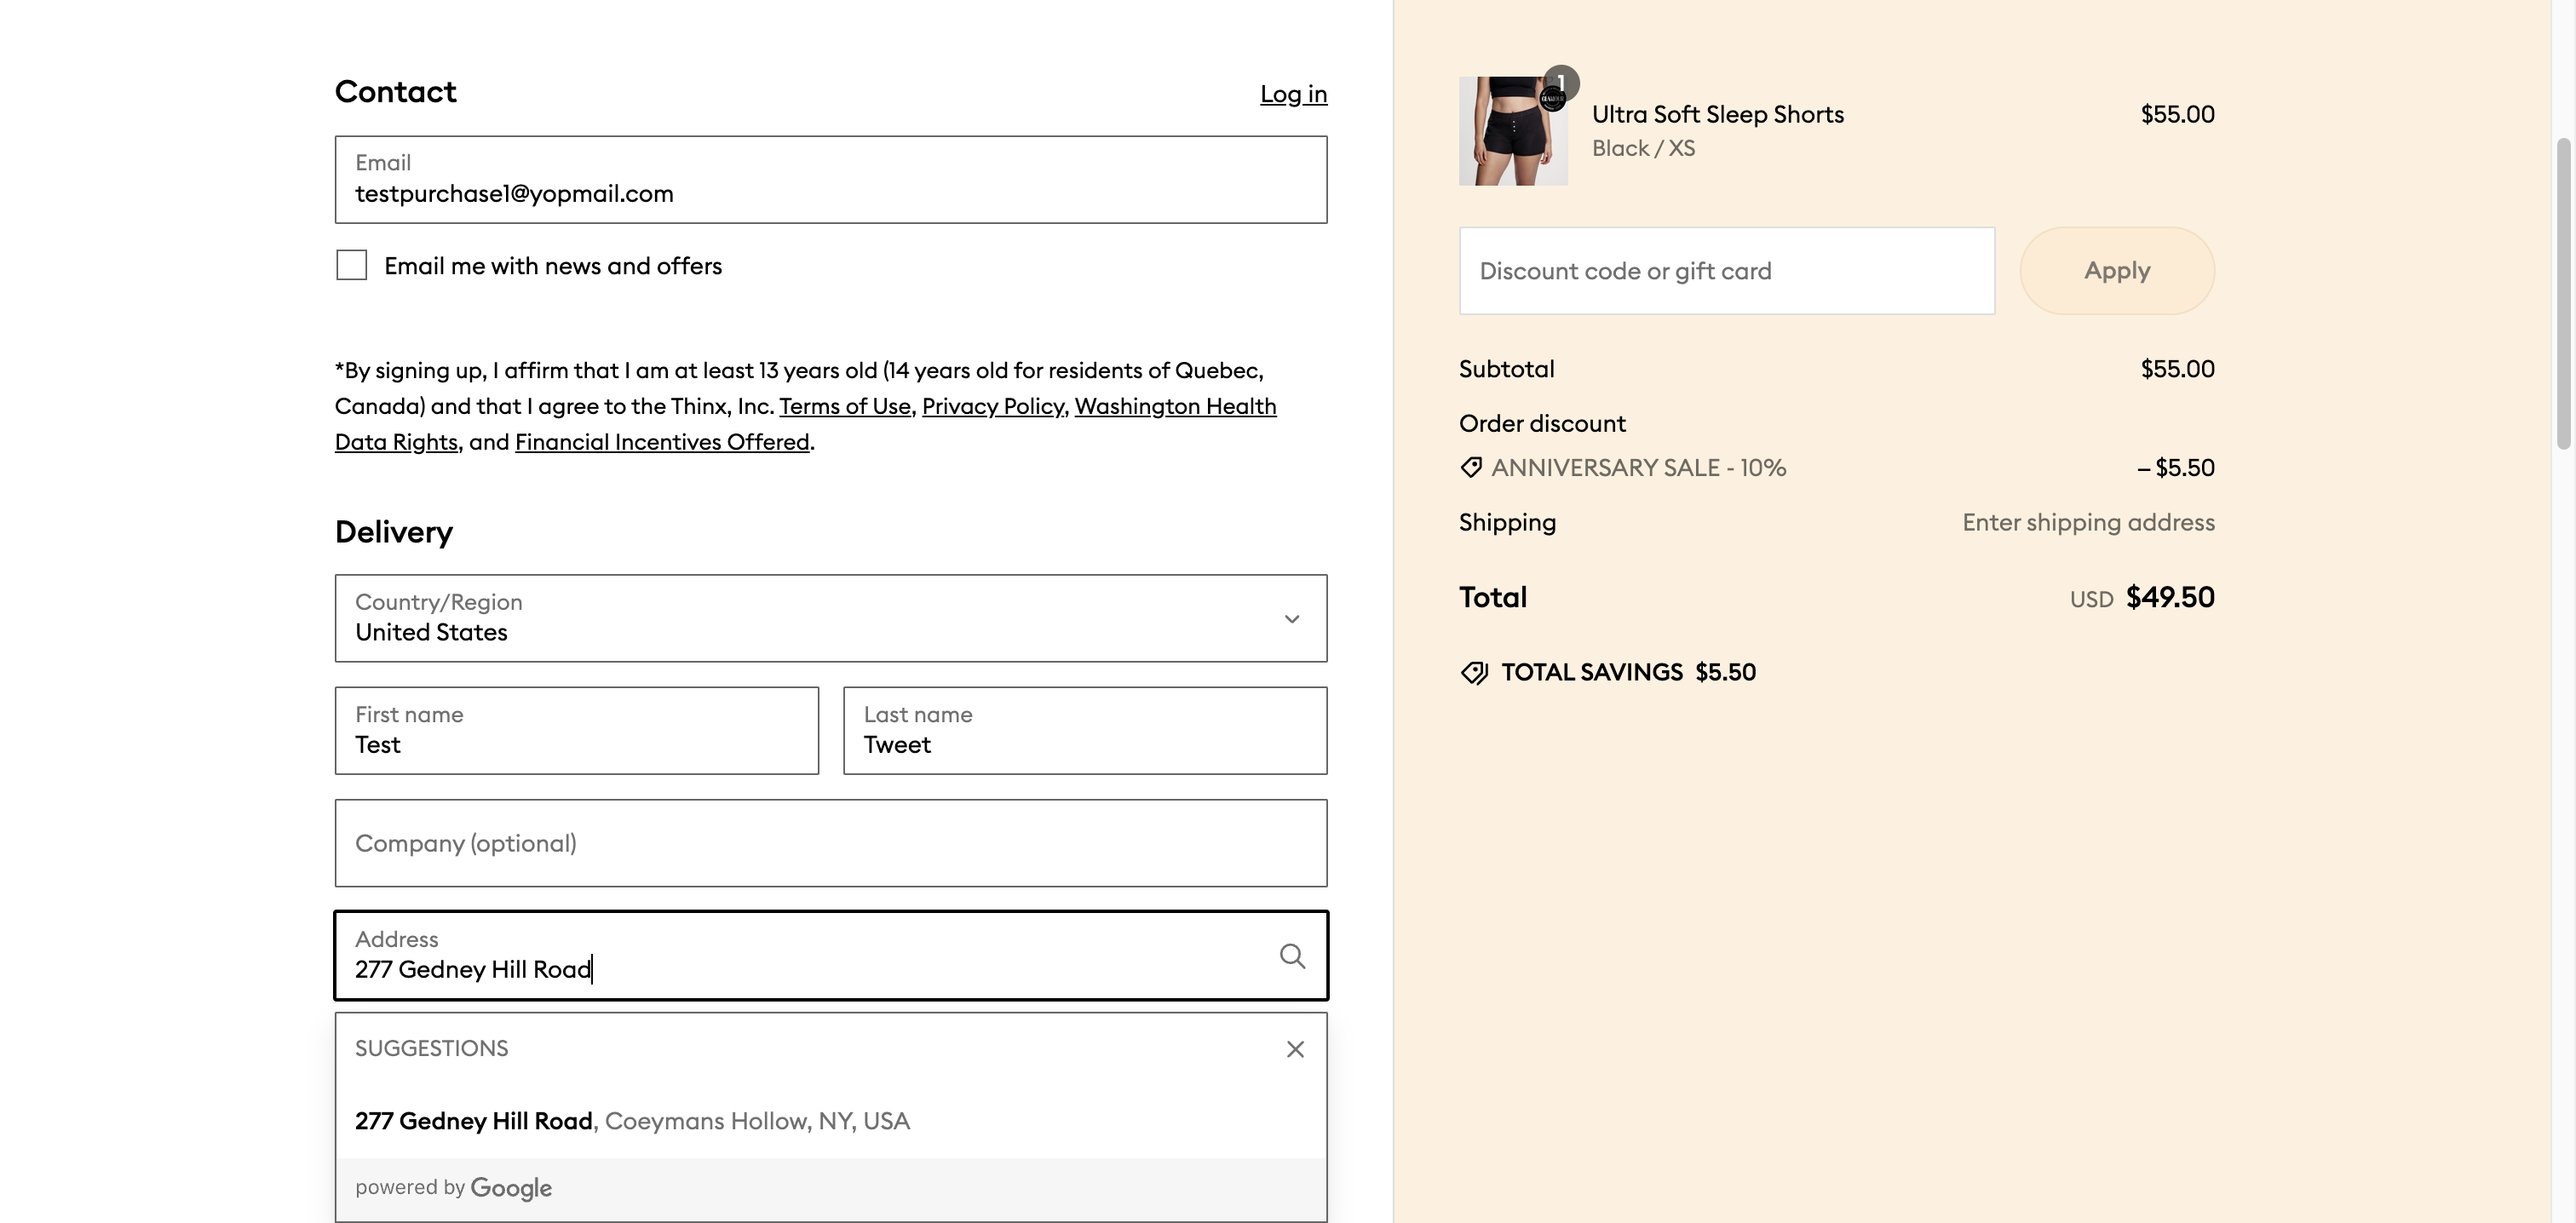 Contact
Log in
Email
testpurchase1@yopmail.com
Email me with news and offers
*By signing up, I affirm that I am at least 13 years old (14 years old for residents of Quebec,
Canada) and that I agree to the Thinx, Inc. Terms of Use, Privacy Policy, Washington Health
Data Rights, and Financial Incentives Offered.
Delivery
Country/Region
United States
First name
Test
Last name
Tweet
Company (optional)
Address
277 Gedney Hill Road
SUGGESTIONS
277 Gedney Hill Road, Coeymans Hollow, NY, USA
powered by Google
1
GLAMOUR
Ultra Soft Sleep Shorts
$55.00
Black / XS
Discount code or gift card
Apply
Subtotal
$55.00
Order discount
ANNIVERSARY SALE - 10%
– $5.50
Shipping
Enter shipping address
Total
USD $49.50
TOTAL SAVINGS $5.50